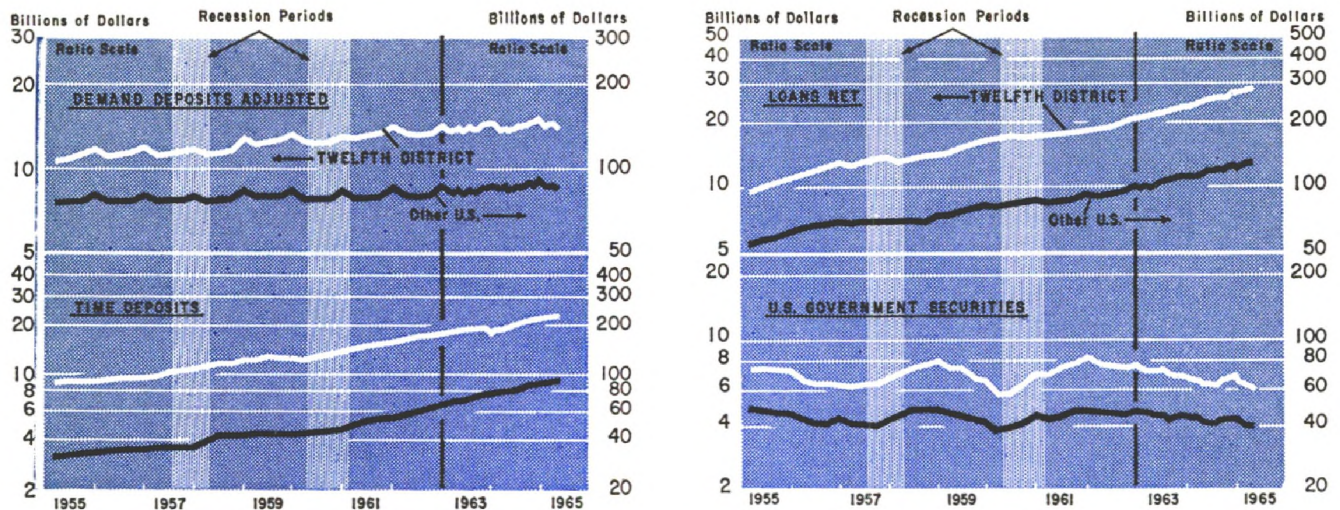 Billions of Dollars Recession Periods Billions of Dollars
30 300
Ratio Scale Ratio Scale
20 200
DEMAND DEPOSITS ADJUSTED
TWELFTH DISTRICT
10 100
Other U.S.
5 50
40 400
30 300
TIME DEPOSITS
20 200
10 100
8 80
6 60
4 40
2 20
1955 1957 1959 1961 1963 1965
Billions of Dollars Recession Periods Billions of Dollars
50 500
40 400
Ratio Scale Ratio Scale
30 300
LOANS NET TWELFTH DISTRICT
20 200
10 100
Other U.S.
5 50
20 200
U.S. GOVERNMENT SECURITIES
10 100
8 80
6 60
4 40
2 20
1955 1957 1959 1961 1963 1965